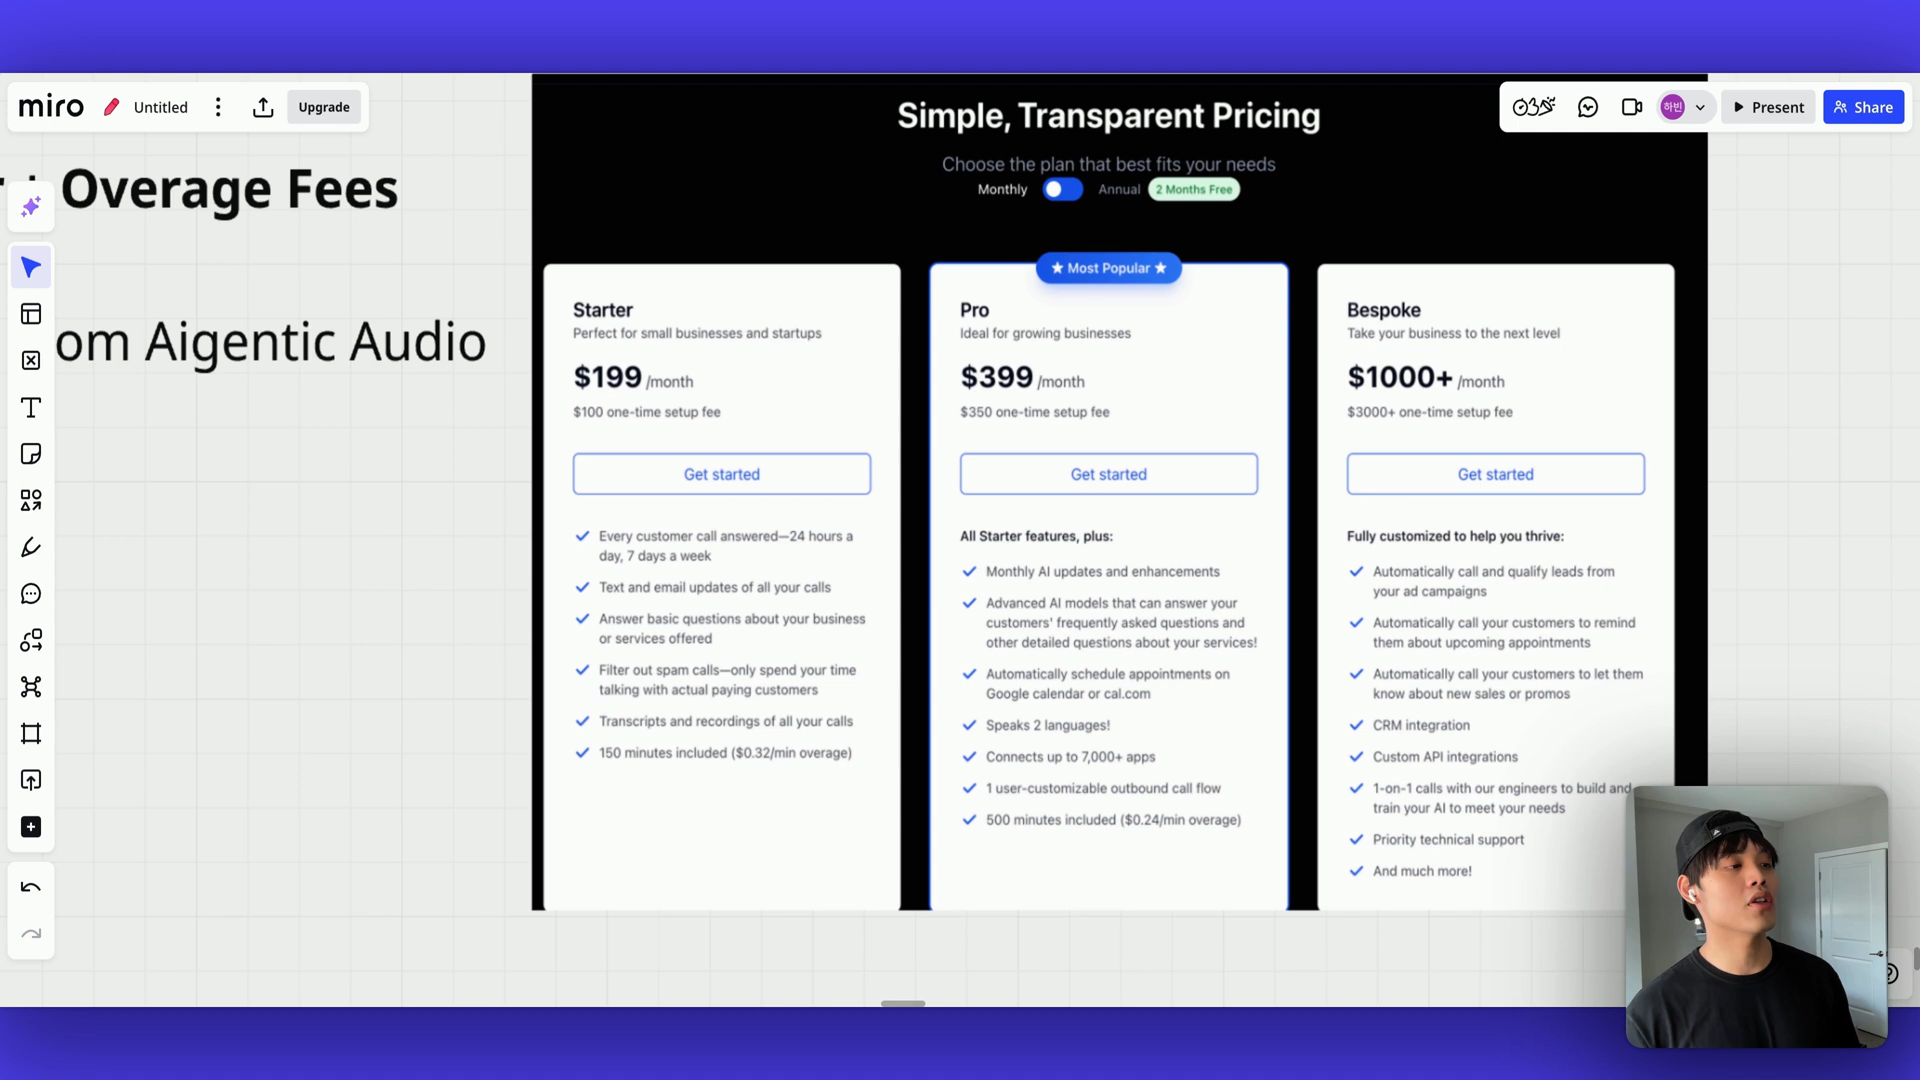 miro
Untitled
Upgrade
하빈
Present
Share
Overage Fees
om Aigentic Audio
Simple, Transparent Pricing
Choose the plan that best fits your needs
Monthly
Annual
2 Months Free
Starter
Perfect for small businesses and startups
$199 /month
$100 one-time setup fee
Get started
Every customer call answered—24 hours a
day, 7 days a week
Text and email updates of all your calls
Answer basic questions about your business
or services offered
Filter out spam calls—only spend your time
talking with actual paying customers
Transcripts and recordings of all your calls
150 minutes included ($0.32/min overage)
★ Most Popular ★
Pro
Ideal for growing businesses
$399 /month
$350 one-time setup fee
Get started
All Starter features, plus:
Monthly AI updates and enhancements
Advanced AI models that can answer your
customers' frequently asked questions and
other detailed questions about your services!
Automatically schedule appointments on
Google calendar or cal.com
Speaks 2 languages!
Connects up to 7,000+ apps
1 user-customizable outbound call flow
500 minutes included ($0.24/min overage)
Bespoke
Take your business to the next level
$1000+ /month
$3000+ one-time setup fee
Get started
Fully customized to help you thrive:
Automatically call and qualify leads from
your ad campaigns
Automatically call your customers to remind
them about upcoming appointments
Automatically call your customers to let them
know about new sales or promos
CRM integration
Custom API integrations
1-on-1 calls with our engineers to build and
train your AI to meet your needs
Priority technical support
And much more!